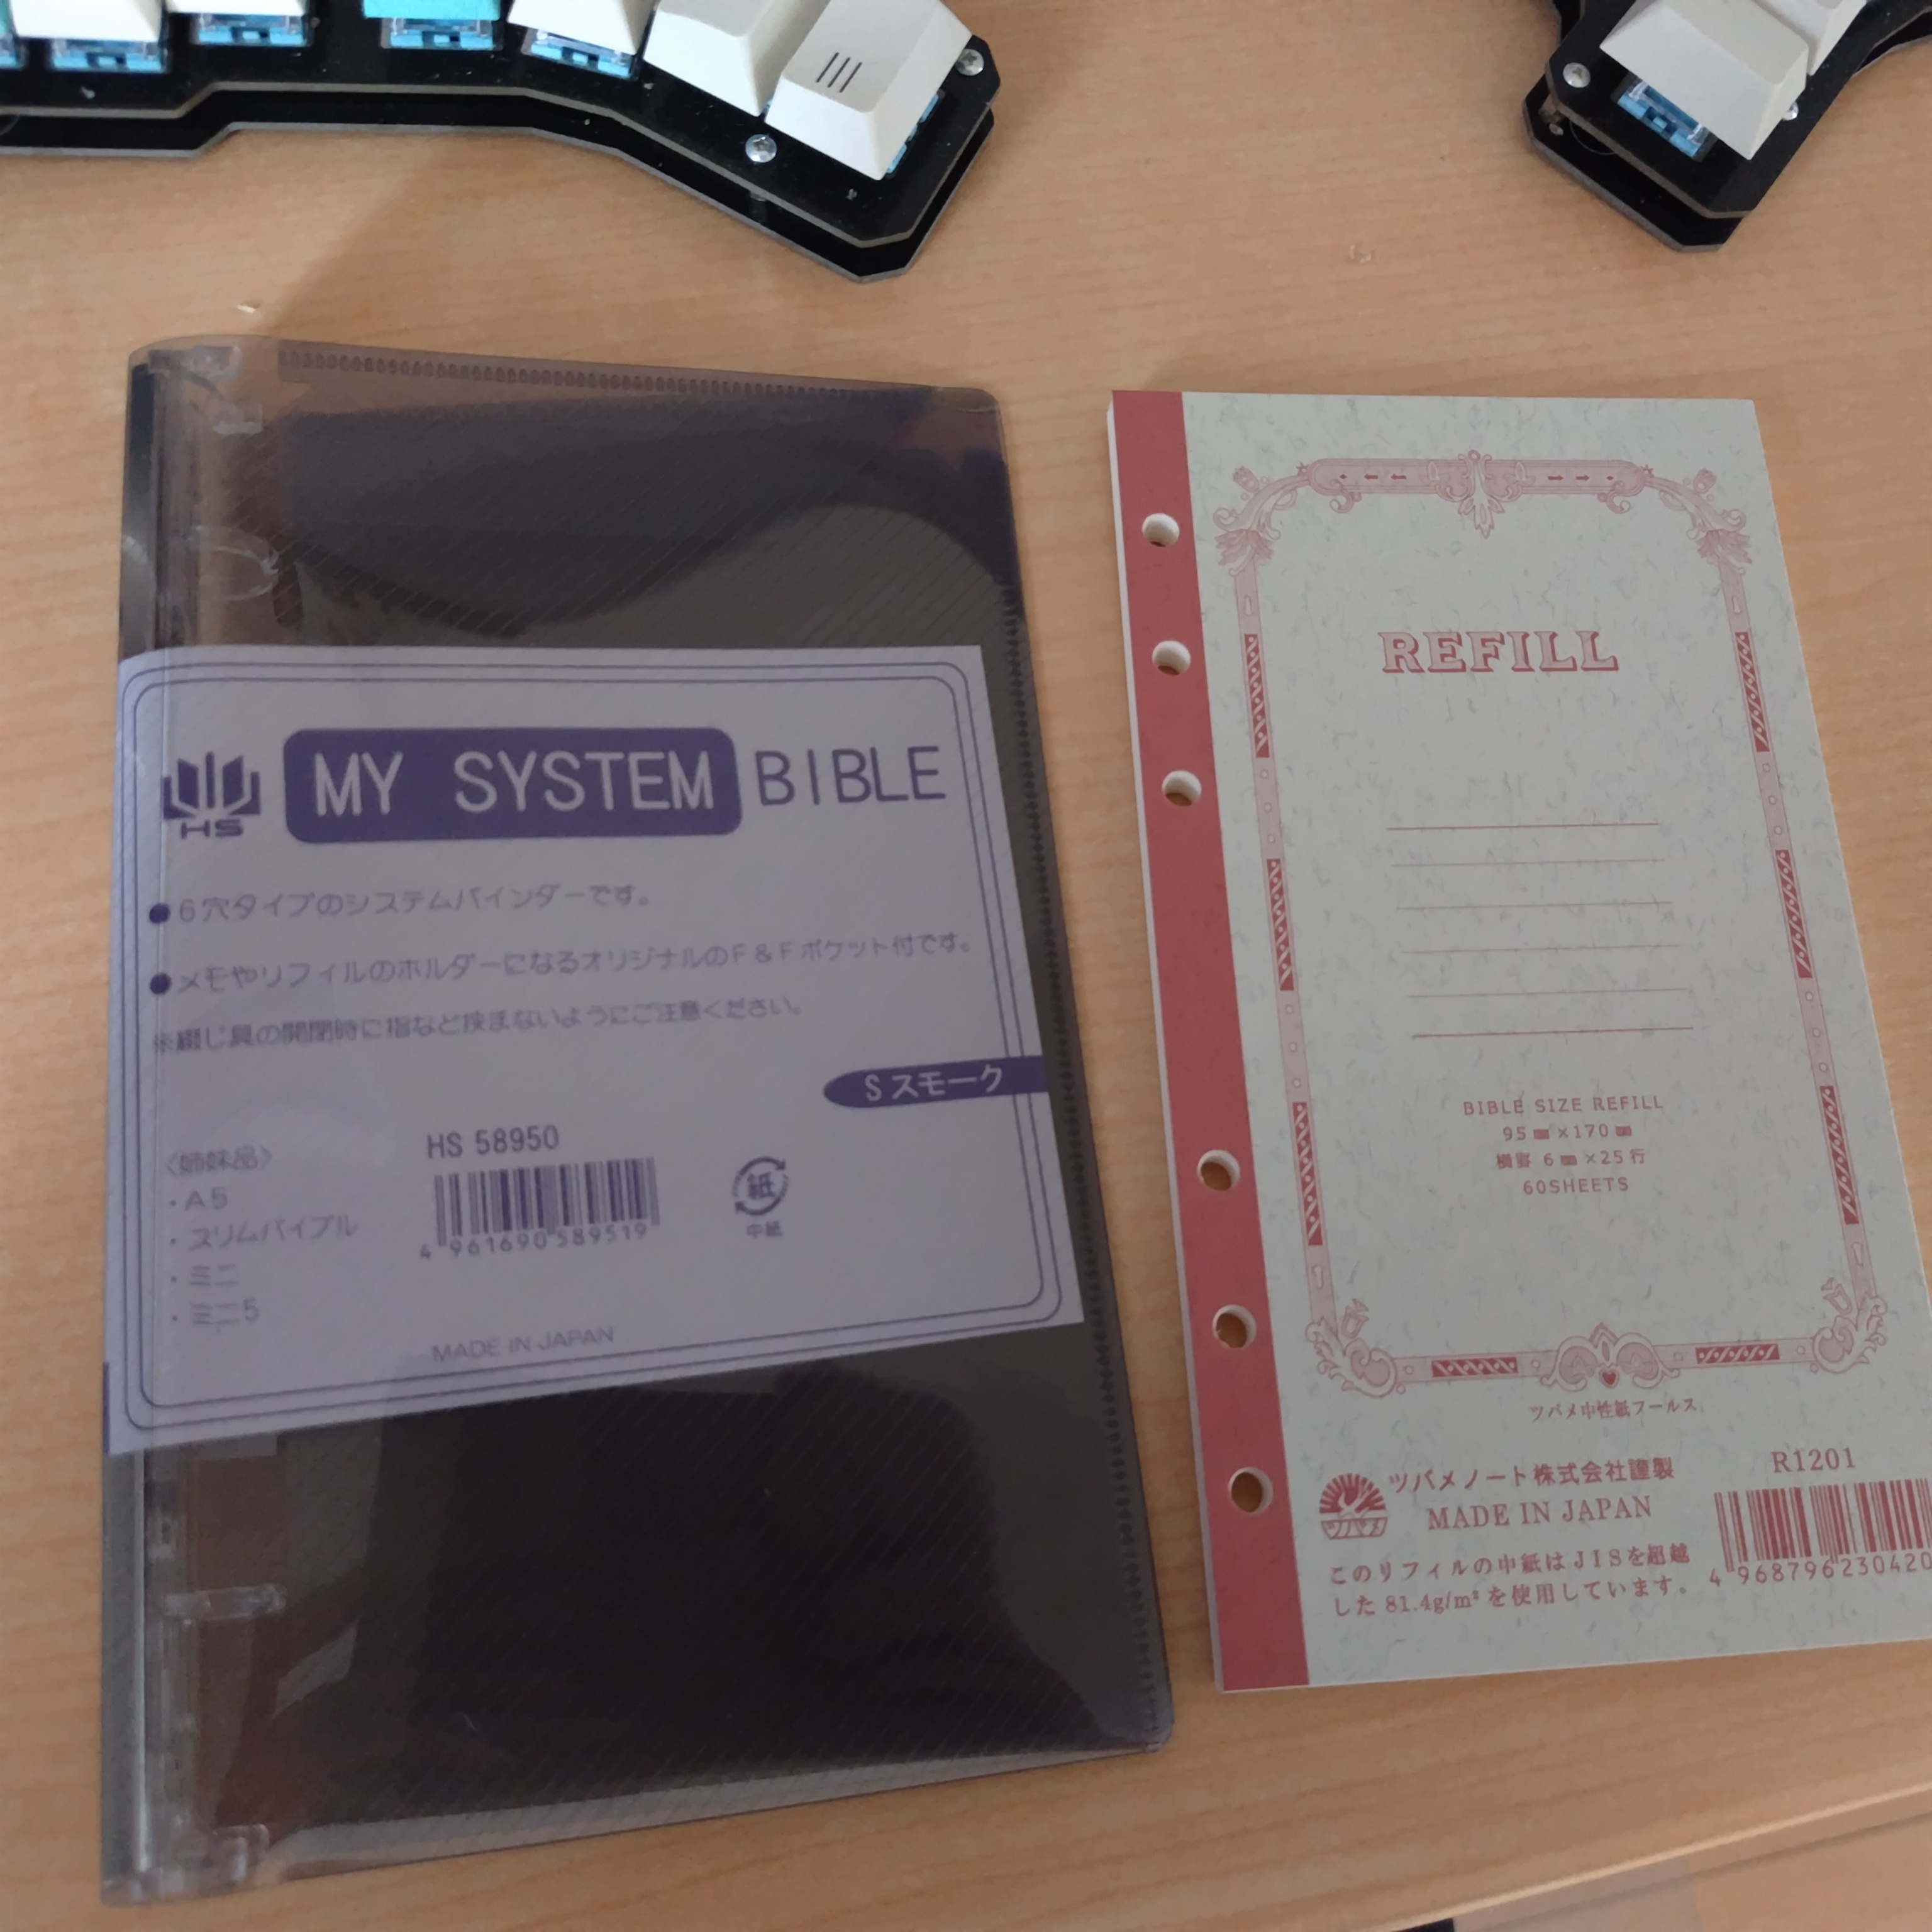 HS
MY SYSTEM BIBLE
●6穴タイプのシステムバインダーです。
●メモやリフィルのホルダーになるオリジナルのF&Fポケット付です。
※綴じ具の開閉時に指など挟まないようにご注意ください。
Sスモーク
〈姉妹品〉
・A5
・スリムバイブル
・ミニ
・ミニ5
HS 58950
4 961690 589519
紙
中紙
MADE IN JAPAN
REFILL
BIBLE SIZE REFILL
95㎜×170㎜
横罫 6㎜×25行
60SHEETS
ツバメ中性紙フールス
ツバメ
ツバメノート株式会社謹製
MADE IN JAPAN
このリフィルの中紙はJISを超越
した 81.4g/m²を使用しています。
R1201
4 968796 230420